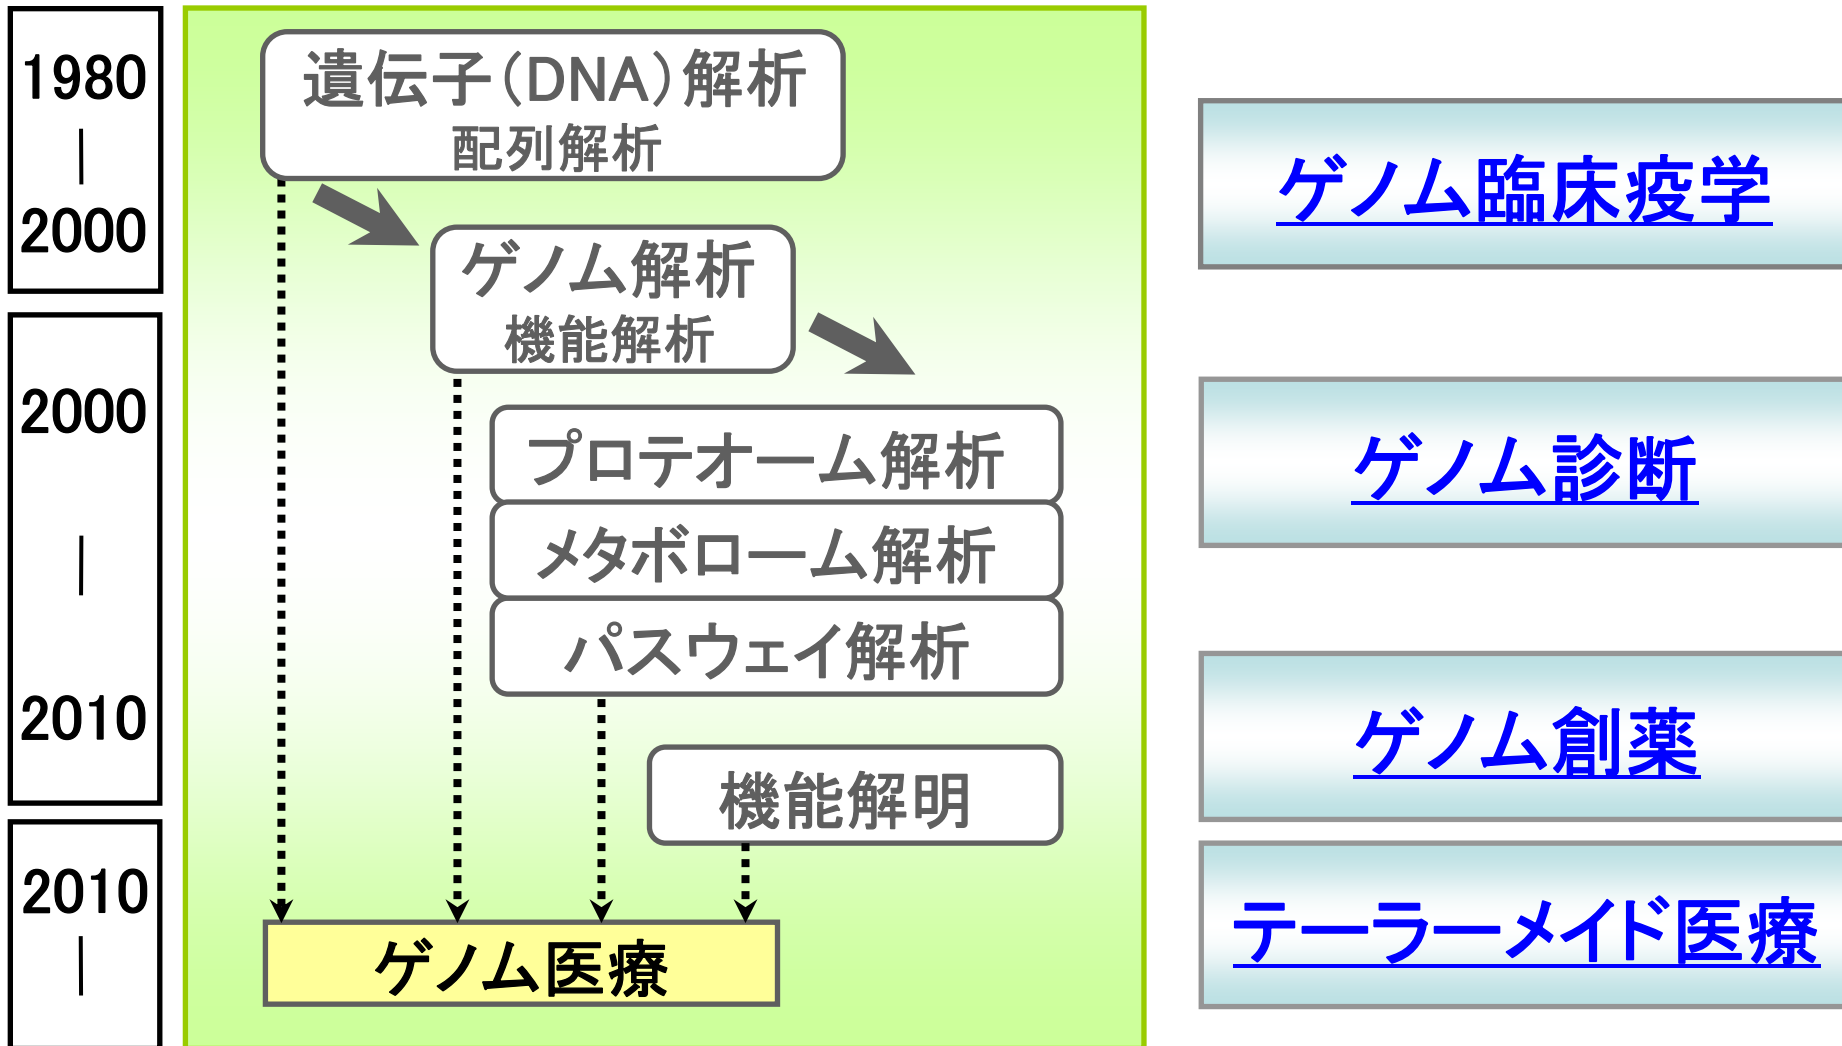 1980
|
2000
2000
|
2010
2010
|
遺伝子(DNA)解析
配列解析
ゲノム解析
機能解析
プロテオーム解析
メタボローム解析
パスウェイ解析
機能解明
ゲノム医療
ゲノム臨床疫学
ゲノム診断
ゲノム創薬
テーラーメイド医療